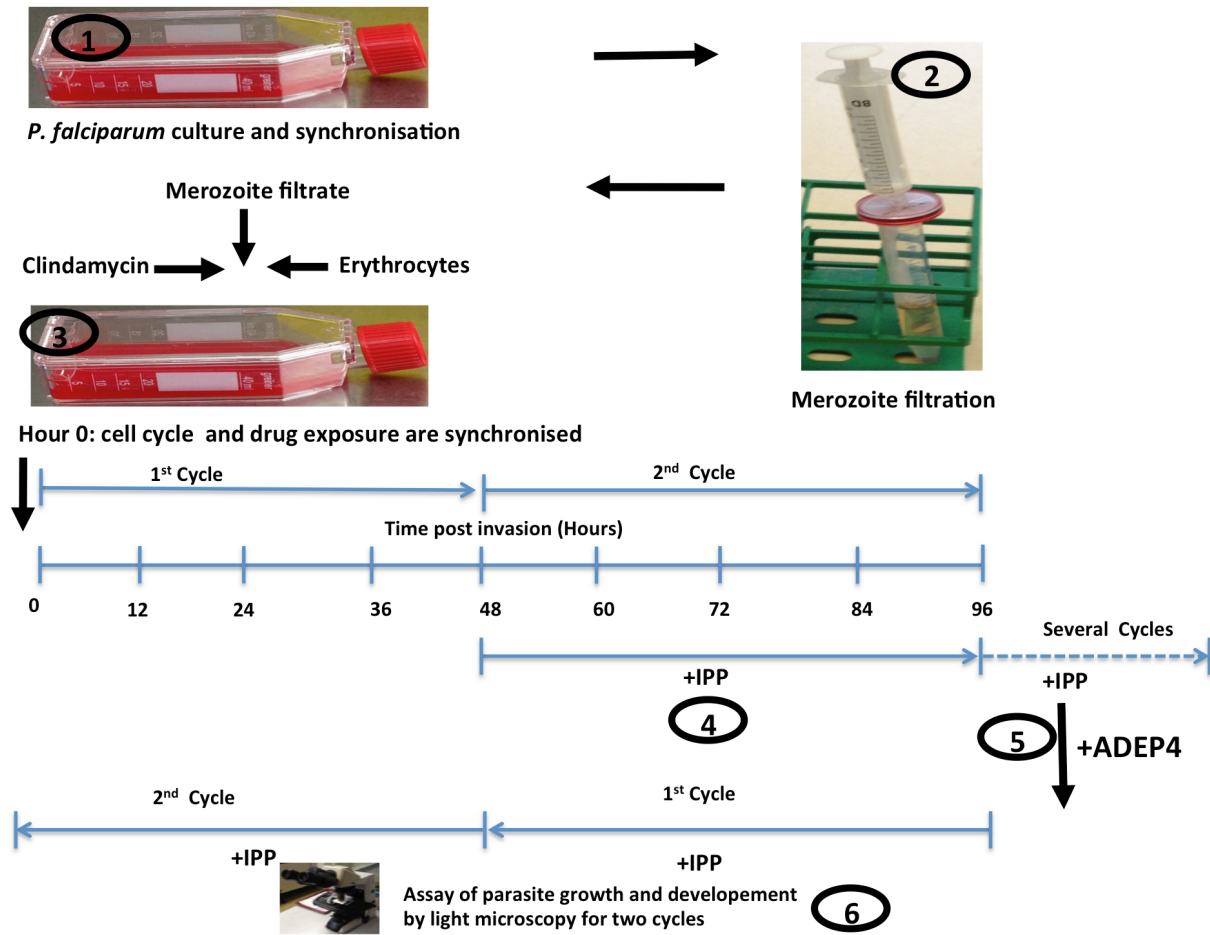 1
2
P. falciparum culture and synchronisation
Merozoite filtrate
Clindamycin
Erythrocytes
3
Merozoite filtration
Hour 0: cell cycle and drug exposure are synchronised
1st Cycle
2nd Cycle
Time post invasion (Hours)
0 12 24 36 48 60 72 84 96
Several Cycles
+IPP
+IPP
4
5
+ADEP4
2nd Cycle
1st Cycle
+IPP
+IPP
Assay of parasite growth and developement
by light microscopy for two cycles
6